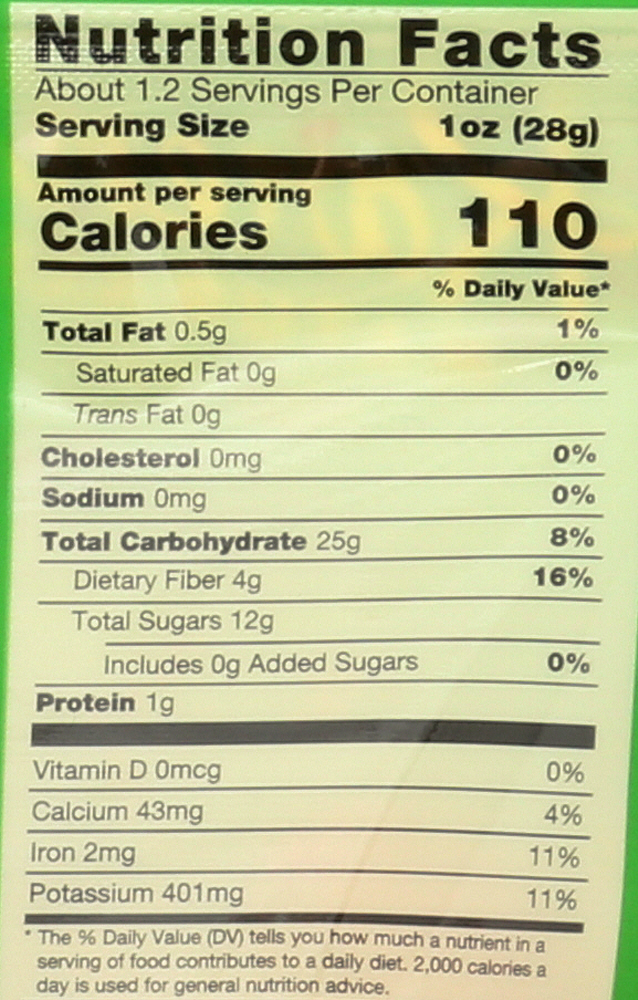 Nutrition Facts
About 1.2 Servings Per Container
Serving Size 1oz (28g)
Amount per serving
Calories 110
% Daily Value*
Total Fat 0.5g 1%
Saturated Fat 0g 0%
Trans Fat 0g
Cholesterol 0mg 0%
Sodium 0mg 0%
Total Carbohydrate 25g 8%
Dietary Fiber 4g 16%
Total Sugars 12g
Includes 0g Added Sugars 0%
Protein 1g
Vitamin D 0mcg 0%
Calcium 43mg 4%
Iron 2mg 11%
Potassium 401mg 11%
* The % Daily Value (DV) tells you how much a nutrient in a
serving of food contributes to a daily diet. 2,000 calories a
day is used for general nutrition advice.